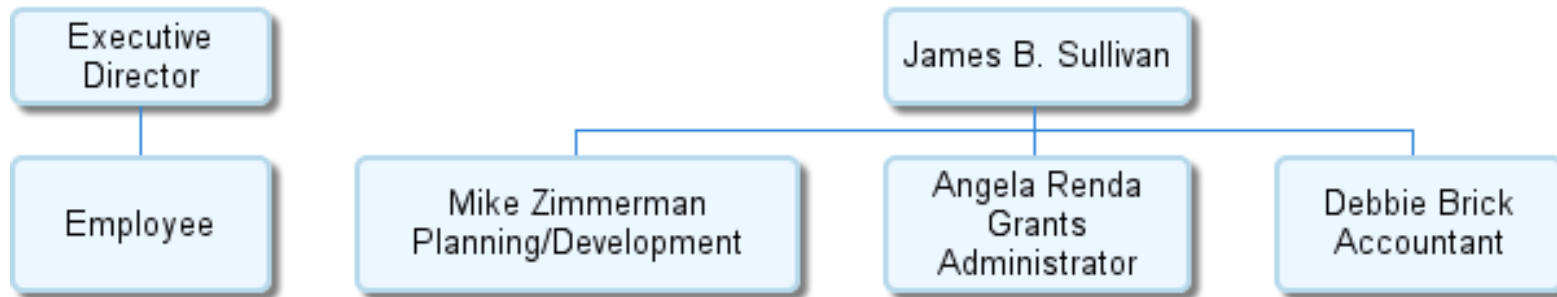 Executive
Director
James B. Sullivan
Employee
Mike Zimmerman
Planning/Development
Angela Renda
Grants
Administrator
Debbie Brick
Accountant